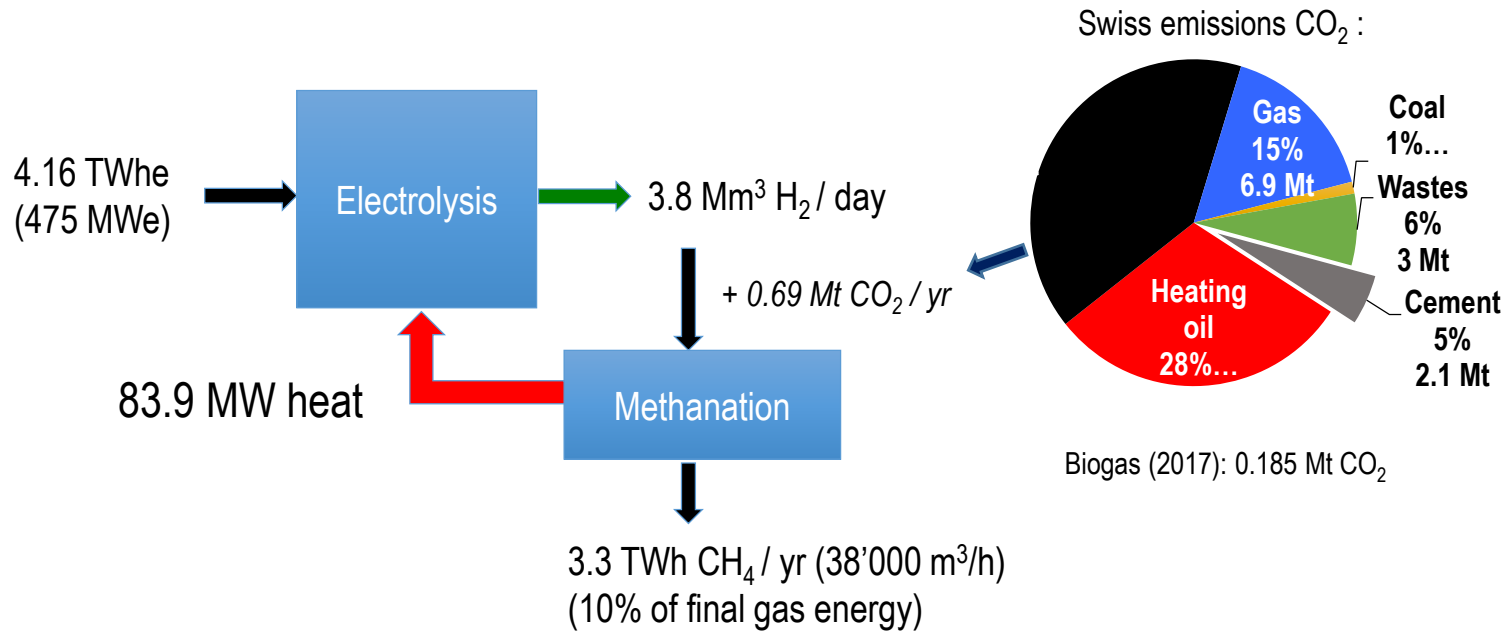 Swiss emissions CO₂ :
4.16 TWhe
(475 MWe)
Electrolysis
3.8 Mm³ H₂ / day
+ 0.69 Mt CO₂ / yr
83.9 MW heat
Methanation
3.3 TWh CH₄ / yr (38’000 m³/h)
(10% of final gas energy)
Gas
15%
6.9 Mt
Coal
1%...
Wastes
6%
3 Mt
Cement
5%
2.1 Mt
Heating
oil
28%...
Biogas (2017): 0.185 Mt CO₂